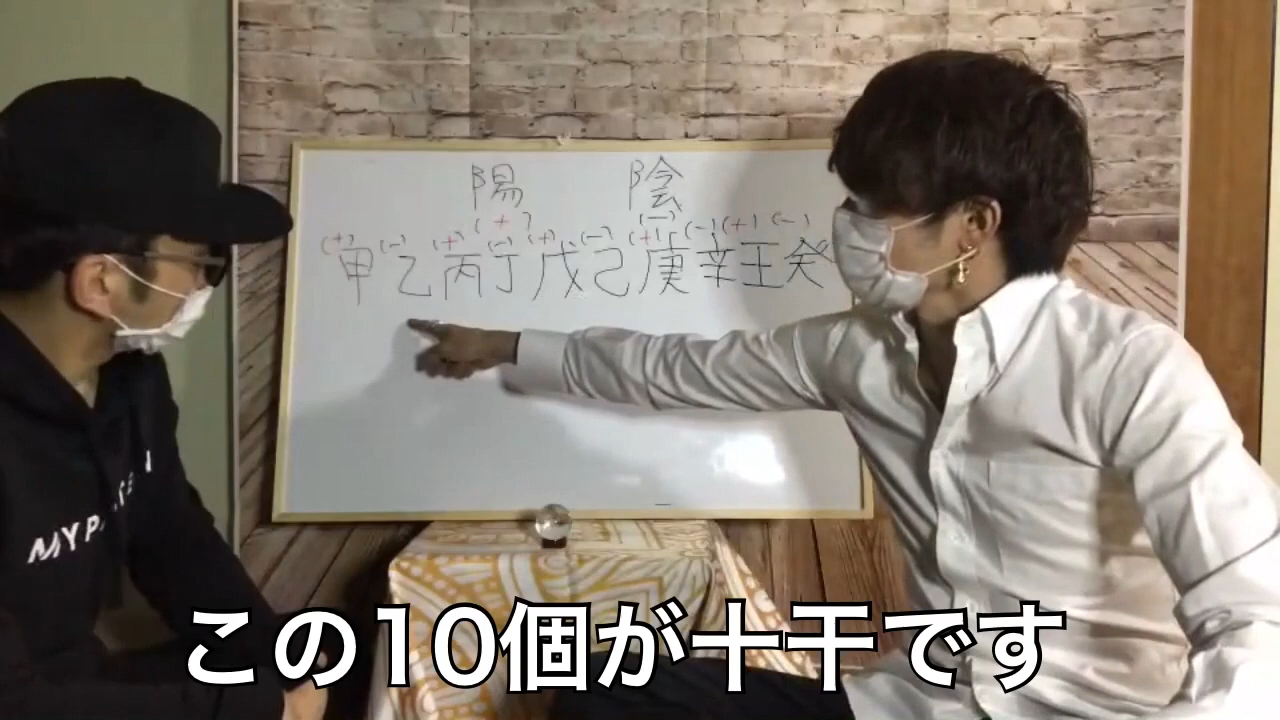 陽 陰
(+) (-) (+) (-) (+) (-) (+) (-) (+) (-)
(+) (-)
甲乙丙丁戊己庚辛王癸
この10個が十干です